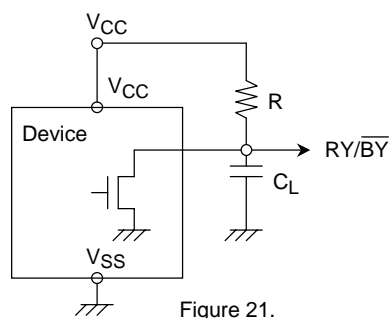 VCC
VCC
R
Device
RY/BY
CL
VSS
Figure 21.